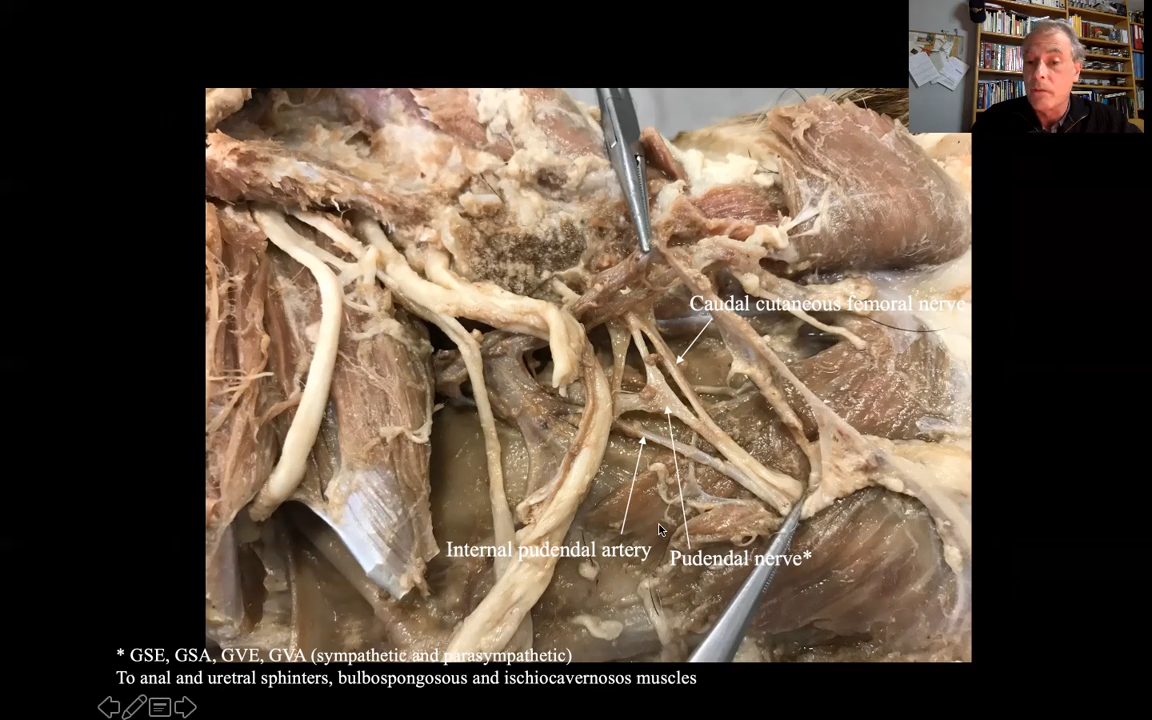 Caudal cutaneous femoral nerve
Internal pudendal artery
Pudendal nerve*
* GSE, GSA, GVE, GVA (sympathetic and parasympathetic)
To anal and uretral sphinters, bulbospongosous and ischiocavernosos muscles